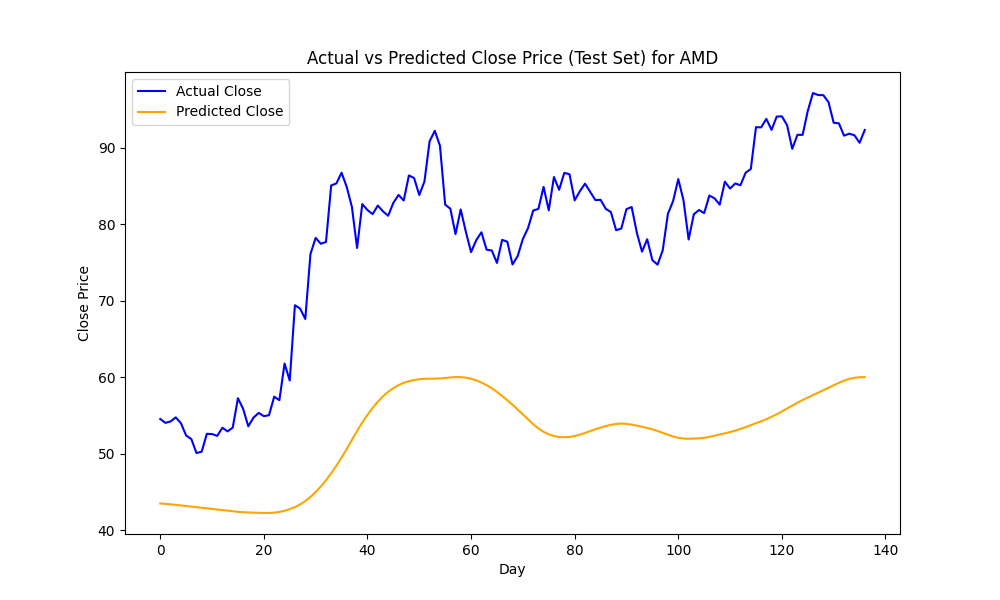 Actual vs Predicted Close Price (Test Set) for AMD
Actual Close
Predicted Close
Close Price
90
80
70
60
50
40
0 20 40 60 80 100 120 140
Day